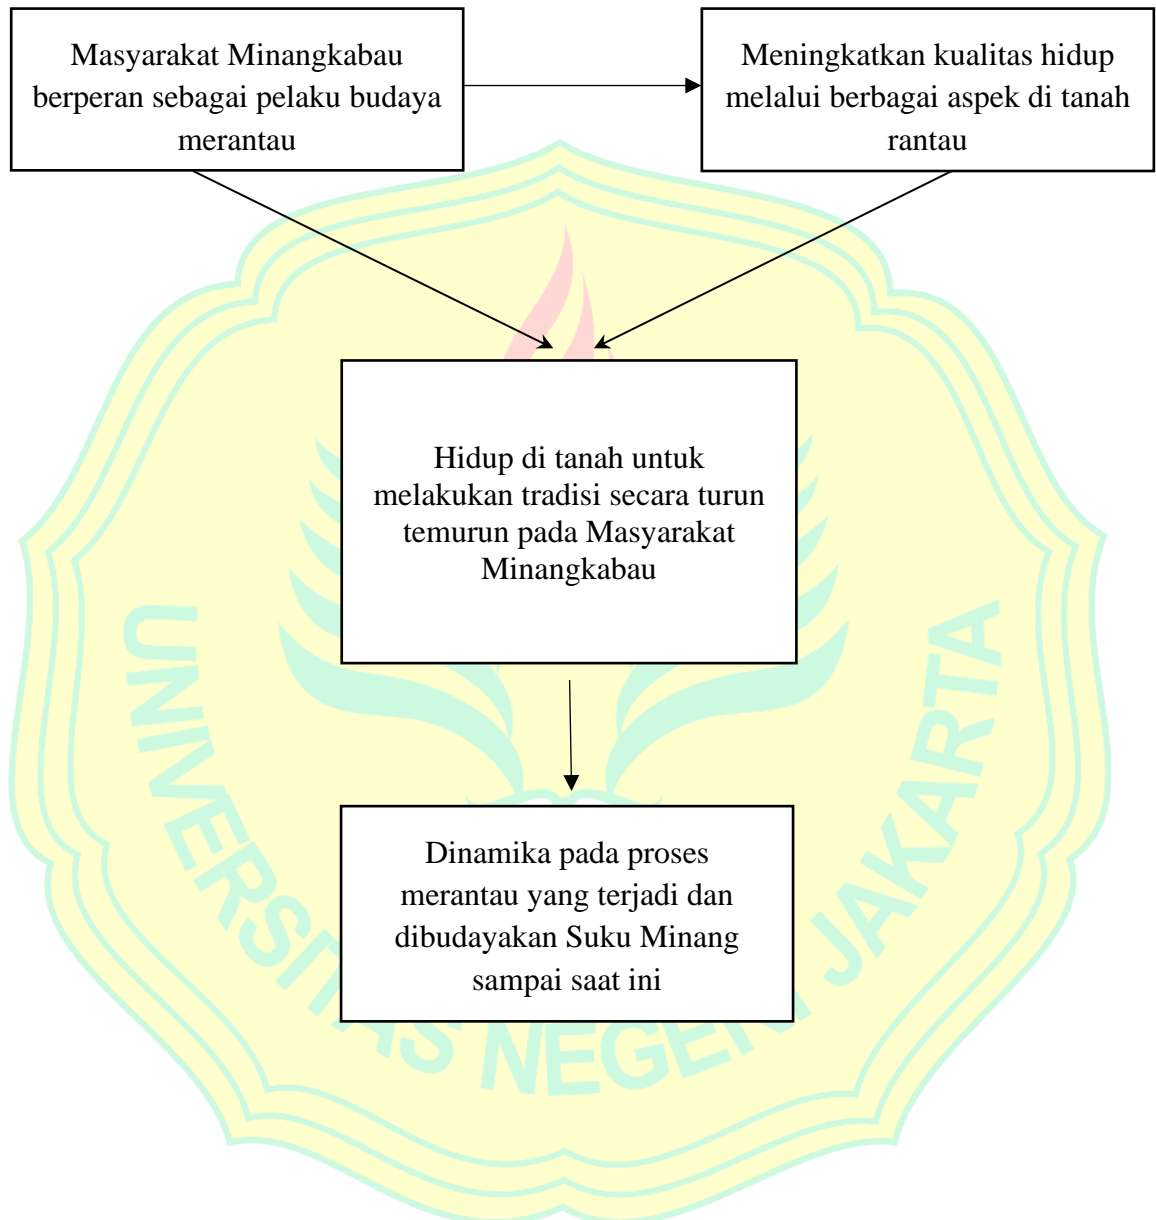 Masyarakat Minangkabau
berperan sebagai pelaku budaya
merantau
Meningkatkan kualitas hidup
melalui berbagai aspek di tanah
rantau
Hidup di tanah untuk
melakukan tradisi secara turun
temurun pada Masyarakat
Minangkabau
Dinamika pada proses
merantau yang terjadi dan
dibudayakan Suku Minang
sampai saat ini
UNIVERSITAS NEGERI JAKARTA